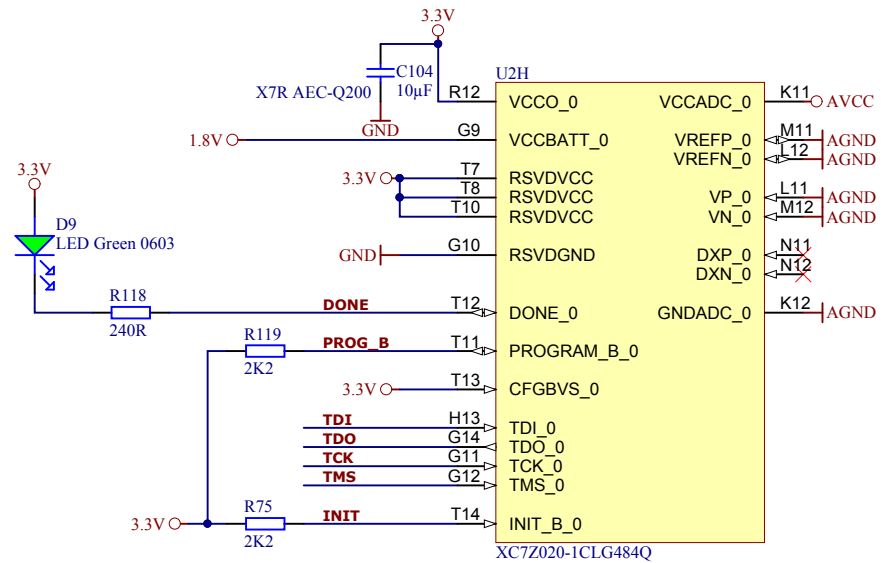 3.3V
U2H
C104
X7R AEC-Q200
10µF
GND
R12
VCCO_0
VCCADC_0
K11
AVCC
1.8V
G9
VCCBATT_0
VREFP_0
M11
AGND
VREFN_0
L12
AGND
3.3V
T7
RSVDVCC
T8
RSVDVCC
VP_0
L11
AGND
T10
RSVDVCC
VN_0
M12
AGND
3.3V
D9
LED Green 0603
GND
G10
RSVDGND
DXP_0
N11
DXN_0
N12
R118
240R
DONE
T12
DONE_0
GNDADC_0
K12
AGND
R119
2K2
PROG_B
T11
PROGRAM_B_0
3.3V
T13
CFGBVS_0
TDI
H13
TDI_0
TDO
G14
TDO_0
TCK
G11
TCK_0
TMS
G12
TMS_0
3.3V
R75
2K2
INIT
T14
INIT_B_0
XC7Z020-1CLG484Q